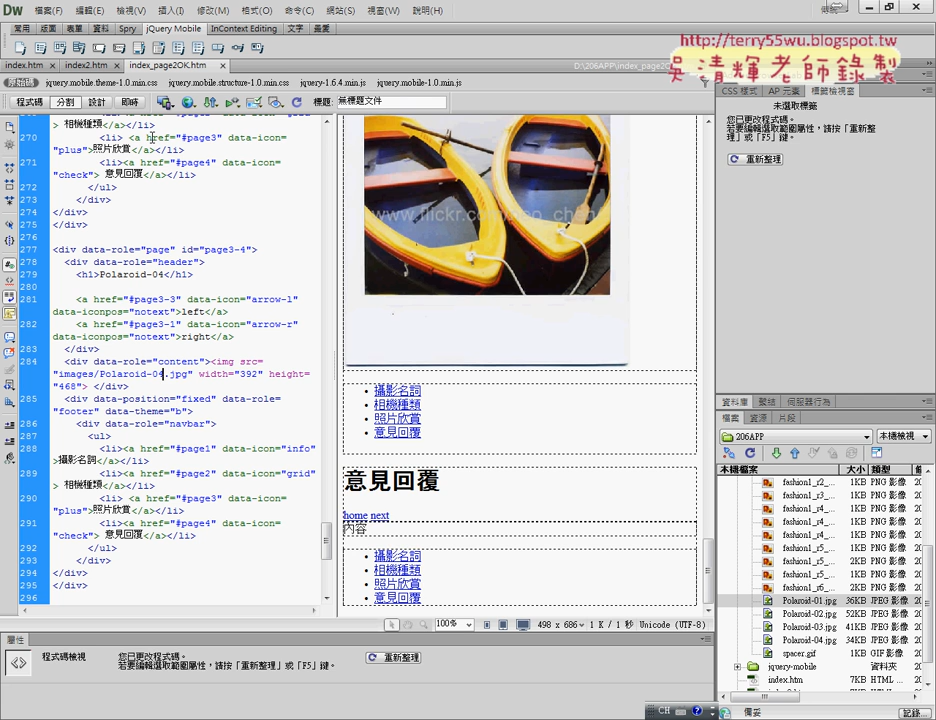 Dw 檔案(F) 編輯(E) 檢視(V) 插入(I) 修改(M) 格式(O) 命令(C) 網站(S) 視窗(W) 說明(H)
http://terry55wu.blogspot.tw
吳清輝老師錄製
常用 版面 表單 資料 Spry jQuery Mobile InContext Editing 文字 最愛
index.htm × index2.htm × index_page2OK.htm ×
D:\206APP\index_page2O
原始碼 jquery.mobile.theme-1.0.min.css jquery.mobile.structure-1.0.min.css jquery-1.6.4.min.js jquery.mobile-1.0.min.js
程式碼 分割 設計 即時 標題: 無標題文件
CSS 樣式 AP 元素 標籤檢視器
未選取標籤
您已更改程式碼。
若要編輯選取範圍屬性，請按「重新整理」或「F5」鍵。
重新整理
> 相機種類</a></li>
270 <li> <a href="#page3" data-icon=
"plus">照片欣賞</a></li>
271 <li><a href="#page4" data-icon=
"check"> 意見回覆</a></li>
272 </ul>
273 </div>
274 </div>
275 </div>
276
277 <div data-role="page" id="page3-4">
278 <div data-role="header">
279 <h1>Polaroid-04</h1>
280
281 <a href="#page3-3" data-icon="arrow-l"
data-iconpos="notext">left</a>
282 <a href="#page3-1" data-icon="arrow-r"
data-iconpos="notext">right</a>
283 </div>
284 <div data-role="content"><img src=
"images/Polaroid-04.jpg" width="392" height=
"468"> </div>
285 <div data-position="fixed" data-role=
"footer" data-theme="b">
286 <div data-role="navbar">
287 <ul>
288 <li><a href="#page1" data-icon="info"
>攝影名詞</a></li>
289 <li><a href="#page2" data-icon="grid"
> 相機種類</a></li>
290 <li> <a href="#page3" data-icon=
"plus">照片欣賞</a></li>
291 <li><a href="#page4" data-icon=
"check"> 意見回覆</a></li>
292 </ul>
293 </div>
294 </div>
295 </div>
296
攝影名詞
相機種類
照片欣賞
意見回覆
意見回覆
home next
內容
攝影名詞
相機種類
照片欣賞
意見回覆
100% 498 x 686 1 K / 1 秒 Unicode (UTF-8)
資料庫 繫結 伺服器行為
檔案 資源 片段
206APP 本機檢視
本機檔案 大小 類型
fashion1_r2_... 1KB PNG 影像
fashion1_r3_... 1KB PNG 影像
fashion1_r4_... 1KB PNG 影像
fashion1_r4_... 1KB PNG 影像
fashion1_r4_... 1KB PNG 影像
fashion1_r5_... 1KB PNG 影像
fashion1_r5_... 1KB PNG 影像
fashion1_r5_... 2KB PNG 影像
fashion1_r6_... 2KB PNG 影像
Polaroid-01.jpg 36KB JPEG 影像
Polaroid-02.jpg 52KB JPEG 影像
Polaroid-03.jpg 41KB JPEG 影像
Polaroid-04.jpg 34KB JPEG 影像
spacer.gif 1KB GIF 影像
jquery-mobile 資料夾
index.htm 7KB HTML ...
備妥 記錄...
屬性
程式碼檢視 您已更改程式碼。
若要編輯選取範圍屬性，請按「重新整理」或「F5」鍵。
重新整理
CH